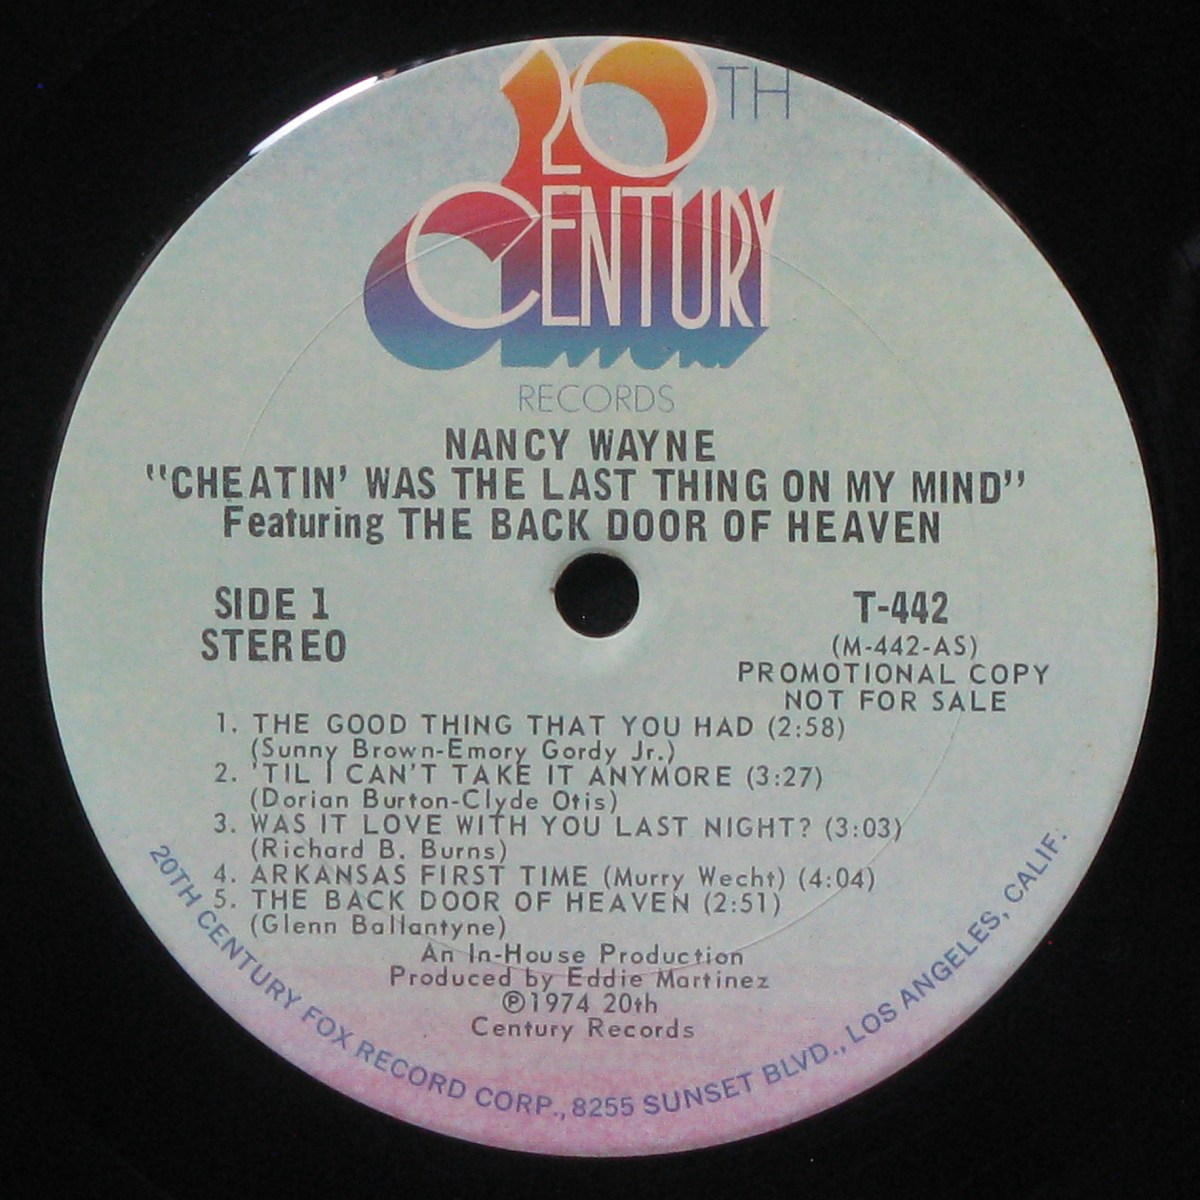 20TH
CENTURY
RECORDS
NANCY WAYNE
"CHEATIN' WAS THE LAST THING ON MY MIND"
Featuring THE BACK DOOR OF HEAVEN
SIDE 1
STEREO
T-442
(M-442-AS)
PROMOTIONAL COPY
NOT FOR SALE
1. THE GOOD THING THAT YOU HAD (2:58)
(Sunny Brown-Emory Gordy Jr.)
2. 'TIL I CAN'T TAKE IT ANYMORE (3:27)
(Dorian Burton-Clyde Otis)
3. WAS IT LOVE WITH YOU LAST NIGHT? (3:03)
(Richard B. Burns)
4. ARKANSAS FIRST TIME (Murry Wecht) (4:04)
5. THE BACK DOOR OF HEAVEN (2:51)
(Glenn Ballantyne)
An In-House Production
Produced by Eddie Martinez
℗1974 20th
Century Records
20TH CENTURY FOX RECORD CORP., 8255 SUNSET BLVD., LOS ANGELES, CALIF.